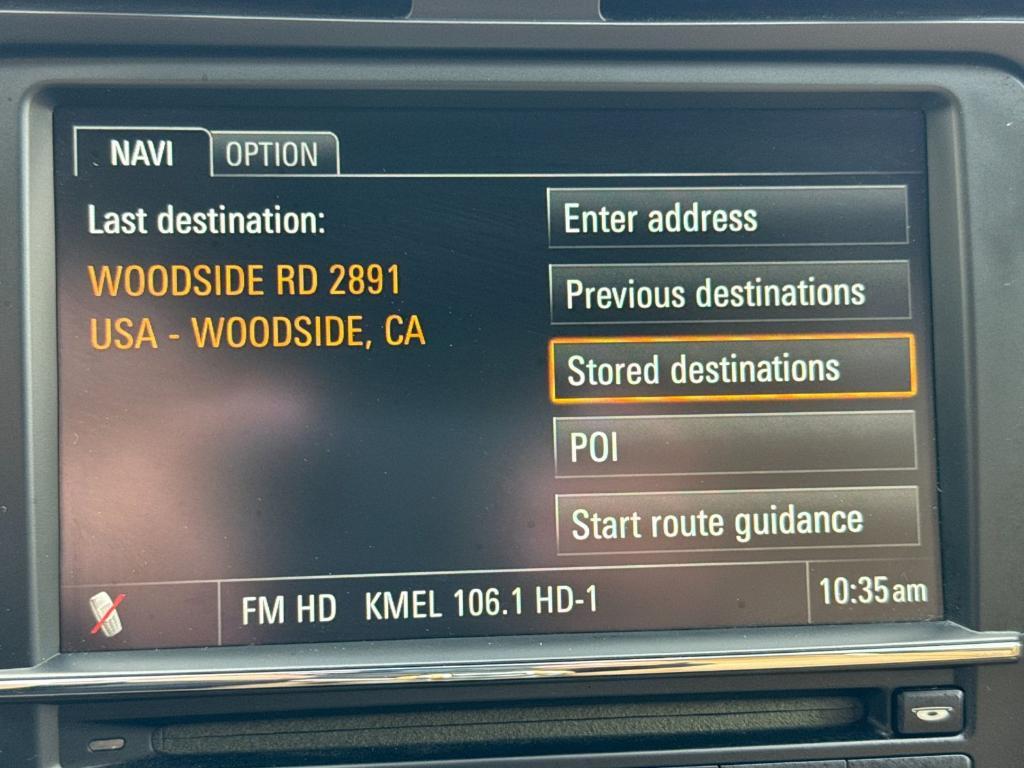 NAVI
OPTION
Last destination:
WOODSIDE RD 2891
USA - WOODSIDE, CA
Enter address
Previous destinations
Stored destinations
POI
Start route guidance
FM HD KMEL 106.1 HD-1
10:35am